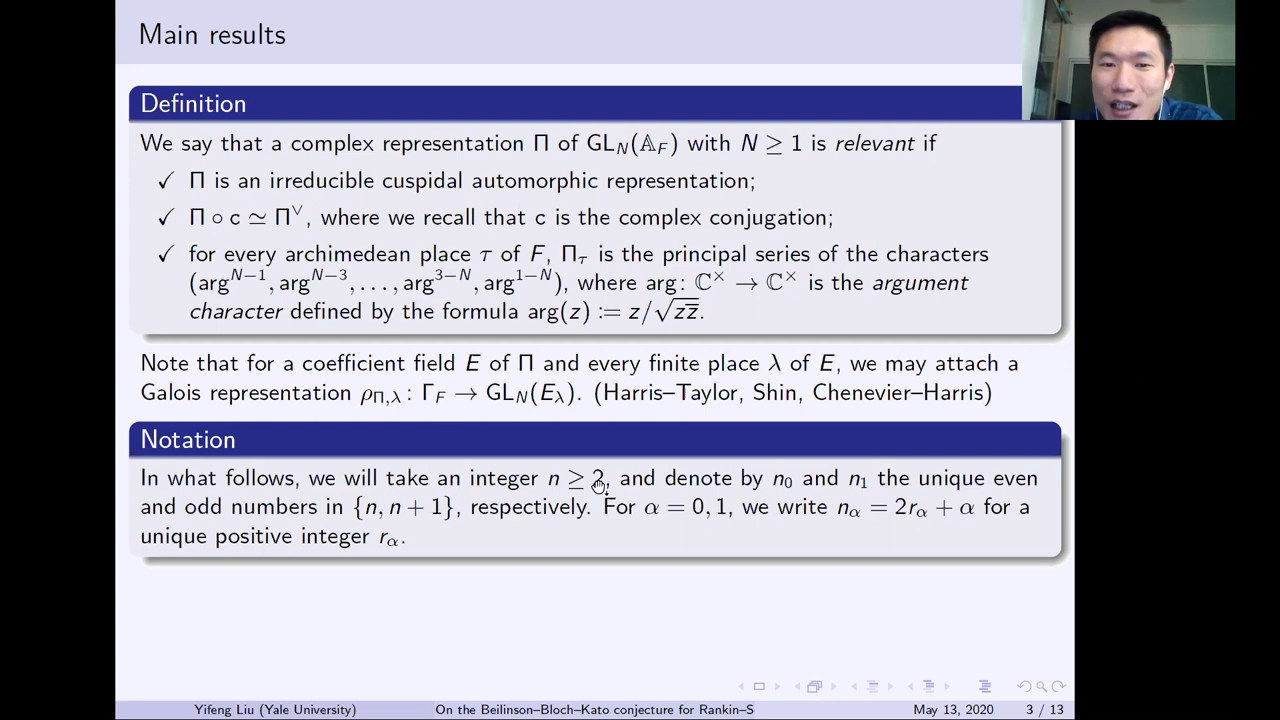 Main results
Definition
We say that a complex representation Π of GL_N(𝔸_F) with N ≥ 1 is relevant if
✓ Π is an irreducible cuspidal automorphic representation;
✓ Π ∘ c ≃ Π^∨, where we recall that c is the complex conjugation;
✓ for every archimedean place τ of F, Π_τ is the principal series of the characters
(arg^{N−1}, arg^{N−3}, . . . , arg^{3−N}, arg^{1−N}), where arg: ℂ^× → ℂ^× is the argument
character defined by the formula arg(z) := z/√(zz̄).
Note that for a coefficient field E of Π and every finite place λ of E, we may attach a
Galois representation ρ_{Π,λ} : Γ_F → GL_N(E_λ). (Harris–Taylor, Shin, Chenevier–Harris)
Notation
In what follows, we will take an integer n ≥ 2, and denote by n_0 and n_1 the unique even
and odd numbers in {n, n + 1}, respectively. For α = 0, 1, we write n_α = 2r_α + α for a
unique positive integer r_α.
Yifeng Liu (Yale University) On the Beilinson–Bloch–Kato conjecture for Rankin–S May 13, 2020 3 / 13